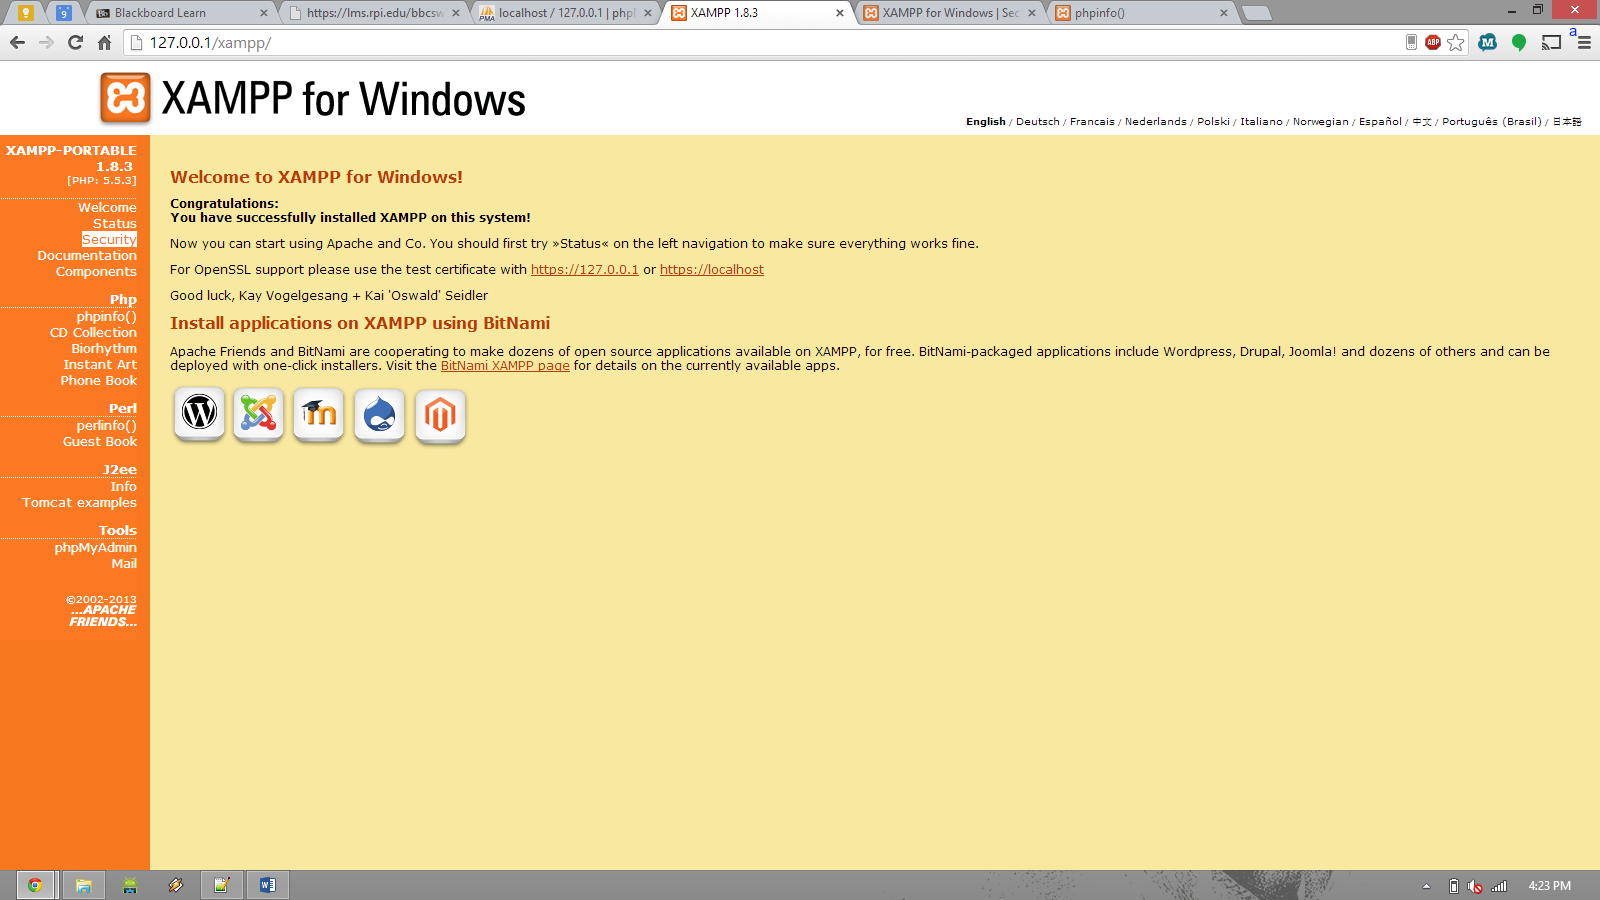 9
Blackboard Learn
https://lms.rpi.edu/bbcsw
localhost / 127.0.0.1 | phpl
XAMPP 1.8.3
XAMPP for Windows | Sec
phpinfo()
127.0.0.1/xampp/
ABP
M
a
XAMPP for Windows
English / Deutsch / Francais / Nederlands / Polski / Italiano / Norwegian / Español / 中文 / Português (Brasil) / 日本語
XAMPP-PORTABLE
1.8.3
[PHP: 5.5.3]
Welcome
Status
Security
Documentation
Components
Php
phpinfo()
CD Collection
Biorhythm
Instant Art
Phone Book
Perl
perlinfo()
Guest Book
J2ee
Info
Tomcat examples
Tools
phpMyAdmin
Mail
©2002-2013
...APACHE
FRIENDS...
Welcome to XAMPP for Windows!
Congratulations:
You have successfully installed XAMPP on this system!
Now you can start using Apache and Co. You should first try »Status« on the left navigation to make sure everything works fine.
For OpenSSL support please use the test certificate with https://127.0.0.1 or https://localhost
Good luck, Kay Vogelgesang + Kai 'Oswald' Seidler
Install applications on XAMPP using BitNami
Apache Friends and BitNami are cooperating to make dozens of open source applications available on XAMPP, for free. BitNami-packaged applications include Wordpress, Drupal, Joomla! and dozens of others and can be
deployed with one-click installers. Visit the BitNami XAMPP page for details on the currently available apps.
4:23 PM